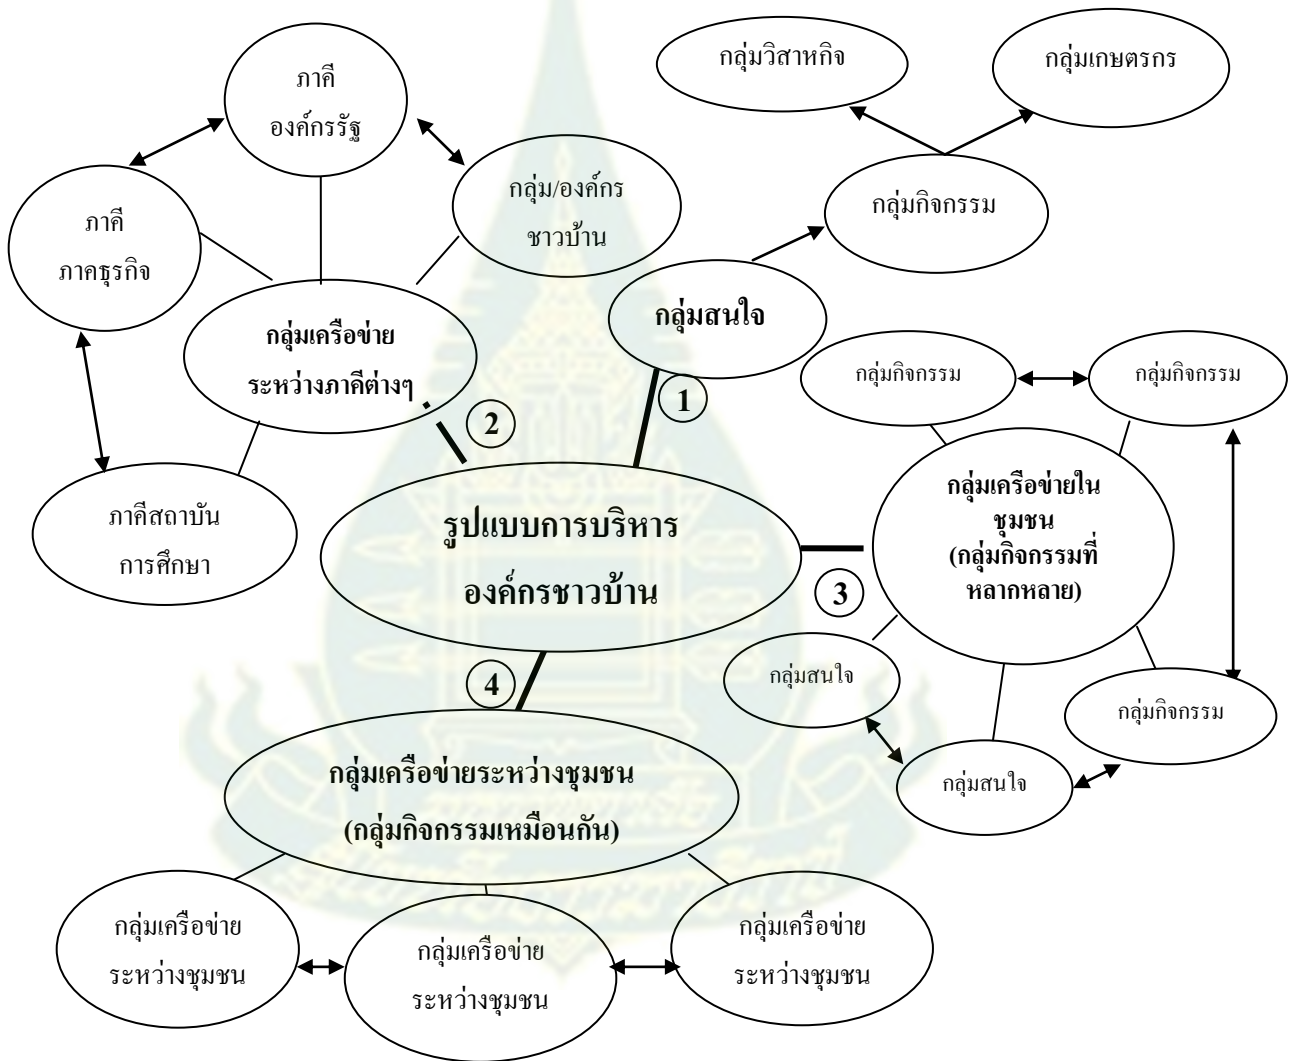 กลุ่มวิสาหกิจ
กลุ่มเกษตรกร
ภาคี
องค์กรรัฐ
กลุ่ม/องค์กร
ชาวบ้าน
กลุ่มกิจกรรม
ภาคี
ภาคธุรกิจ
กลุ่มสนใจ
กลุ่มเครือข่าย
ระหว่างภาคีต่างๆ
1
2
กลุ่มกิจกรรม
กลุ่มกิจกรรม
ภาคีสถาบัน
การศึกษา
รูปแบบการบริหาร
องค์กรชาวบ้าน
กลุ่มเครือข่ายใน
ชุมชน
(กลุ่มกิจกรรมที่
หลากหลาย)
3
4
กลุ่มสนใจ
กลุ่มกิจกรรม
กลุ่มสนใจ
กลุ่มเครือข่ายระหว่างชุมชน
(กลุ่มกิจกรรมเหมือนกัน)
กลุ่มเครือข่าย
ระหว่างชุมชน
กลุ่มเครือข่าย
ระหว่างชุมชน
กลุ่มเครือข่าย
ระหว่างชุมชน